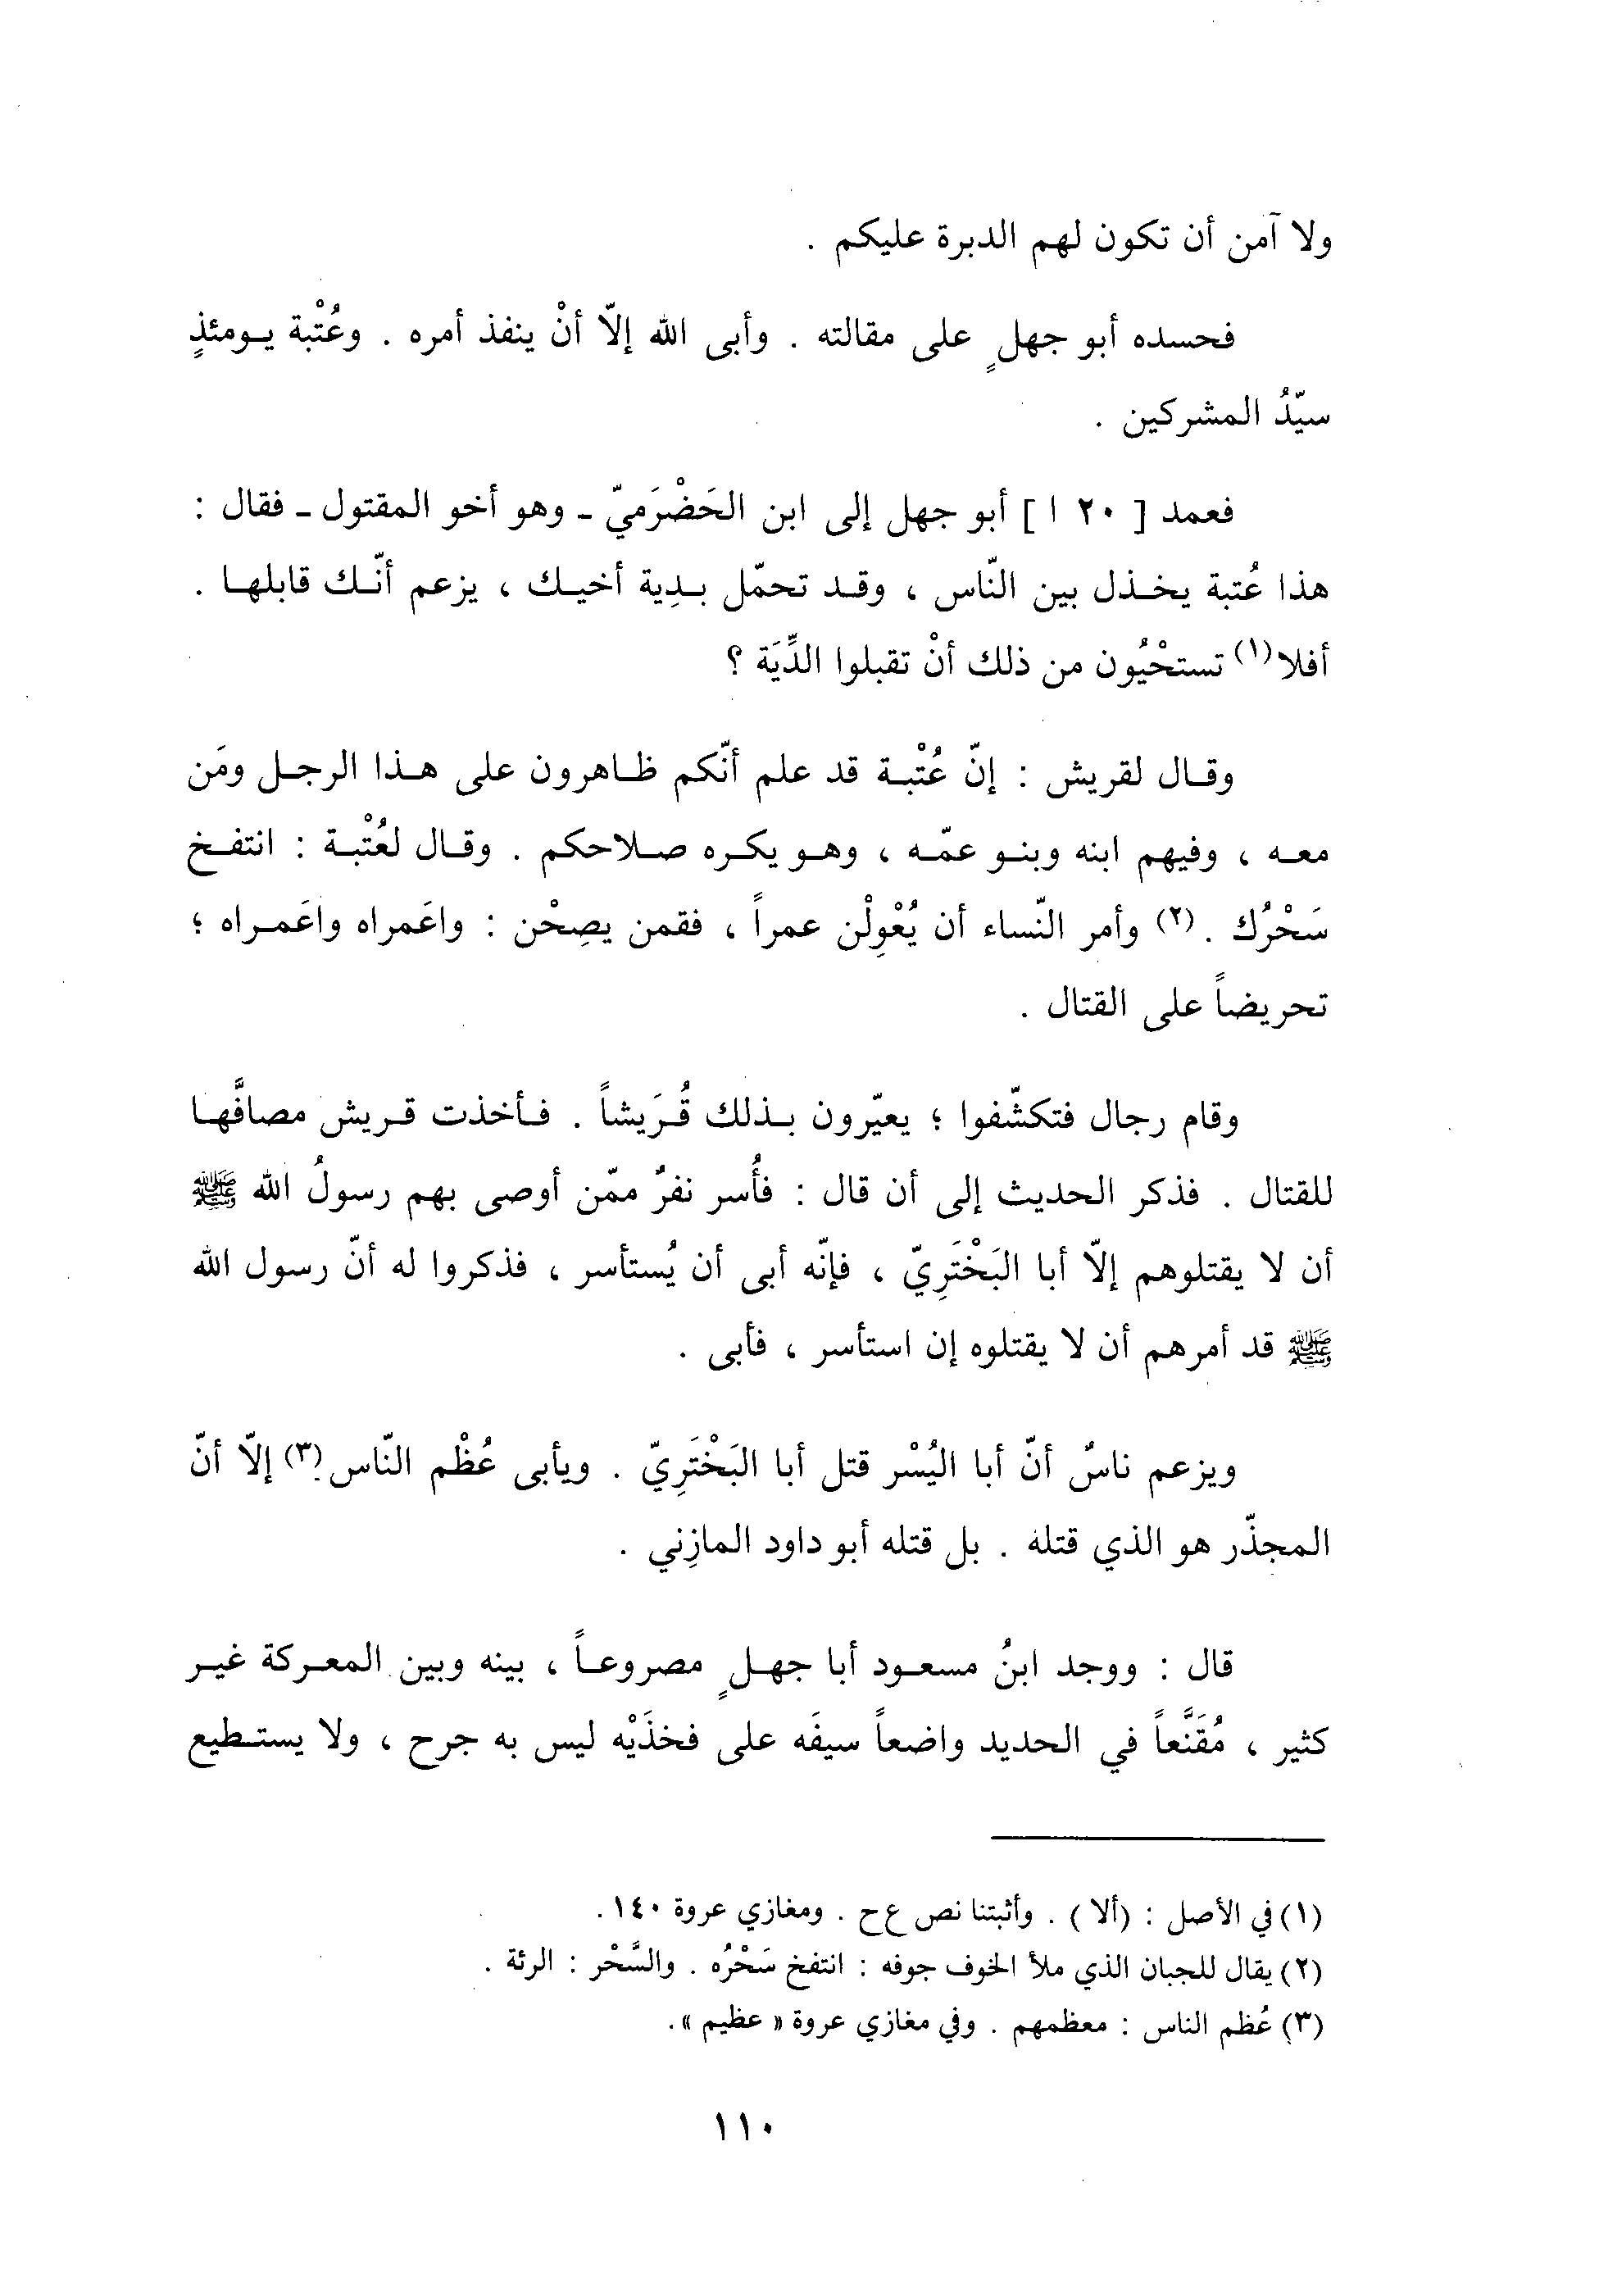 ولا آمن أن تكون لهم الدبرة عليكم .
فحسده أبو جهلٍ على مقالته . وأبى الله إلاّ أنْ ينفذ أمره . وعُتْبة يومئذٍ
سيّدُ المشركين .
فعمد [ ٢٠ ا ] أبو جهل إلى ابن الحَضْرَميّ ـ وهو أخو المقتول ـ فقال :
هذا عُتبة يخذل بين النّاس ، وقد تحمّل بدِية أخيك ، يزعم أنّك قابلها .
أفلا(١) تستحْيُون من ذلك أنْ تقبلوا الدِّيَة ؟
وقال لقريش : إنّ عُتْبة قد علم أنّكم ظاهرون على هذا الرجل ومَن
معه ، وفيهم ابنه وبنو عمّه ، وهو يكره صلاحكم . وقال لعُتْبة : انتفخ
سَحْرُك .(٢) وأمر النّساء أن يُعْوِلْن عمراً ، فقمن يصِحْن : واعَمراه واعَمراه ؛
تحريضاً على القتال .
وقام رجال فتكشّفوا ؛ يعيّرون بذلك قُرَيشاً . فأخذت قريش مصافَّها
للقتال . فذكر الحديث إلى أن قال : فأُسر نفرٌ ممّن أوصى بهم رسولُ الله ﷺ
أن لا يقتلوهم إلاّ أبا البَخْتَرِيّ ، فإنّه أبى أن يُستأسر ، فذكروا له أنّ رسول الله
ﷺ قد أمرهم أن لا يقتلوه إن استأسر ، فأبى .
ويزعم ناسٌ أنّ أبا اليُسْر قتل أبا البَخْتَرِيّ . ويأبى عُظْم النّاس(٣) إلاّ أنّ
المجذّر هو الذي قتله . بل قتله أبو داود المازِني .
قال : ووجد ابنُ مسعود أبا جهلٍ مصروعاً ، بينه وبين المعركة غير
كثير ، مُقَنَّعاً في الحديد واضعاً سيفَه على فخذَيْه ليس به جرح ، ولا يستطيع
(١) في الأصل : (ألا) . وأثبتنا نص ع ح . ومغازي عروة ١٤٠ .
(٢) يقال للجبان الذي ملأ الخوف جوفه : انتفخ سَحْرُه . والسَّحْر : الرئة .
(٣) عُظم الناس : معظمهم . وفي مغازي عروة « عظيم » .
١١٠